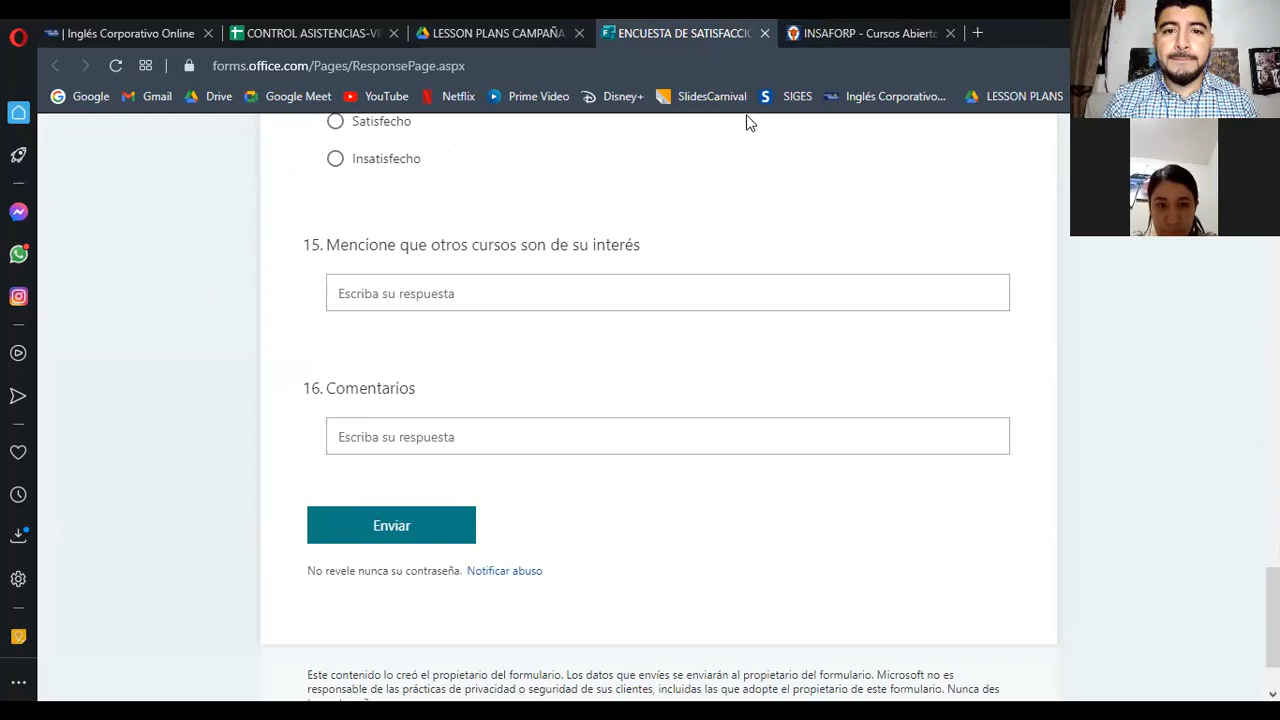 | Inglés Corporativo Online
CONTROL ASISTENCIAS-VI
LESSON PLANS CAMPAÑA
ENCUESTA DE SATISFACCIÓ
INSAFORP - Cursos Abierto
forms.office.com/Pages/ResponsePage.aspx
Google
Gmail
Drive
Google Meet
YouTube
Netflix
Prime Video
Disney+
SlidesCarnival
SIGES
Inglés Corporativo...
LESSON PLANS
Satisfecho
Insatisfecho
15. Mencione que otros cursos son de su interés
Escriba su respuesta
16. Comentarios
Escriba su respuesta
Enviar
No revele nunca su contraseña. Notificar abuso
Este contenido lo creó el propietario del formulario. Los datos que envíes se enviarán al propietario del formulario. Microsoft no es
responsable de las prácticas de privacidad o seguridad de sus clientes, incluidas las que adopte el propietario de este formulario. Nunca des